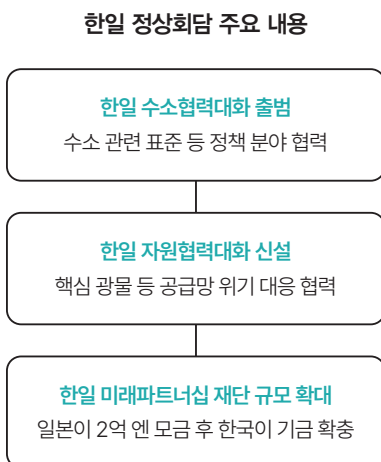 한일 정상회담 주요 내용
한일 수소협력대화 출범
수소 관련 표준 등 정책 분야 협력
한일 자원협력대화 신설
핵심 광물 등 공급망 위기 대응 협력
한일 미래파트너십 재단 규모 확대
일본이 2억 엔 모금 후 한국이 기금 확충